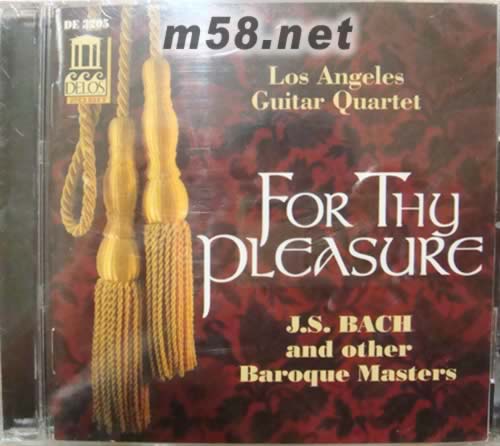 DE 3205
m58.net
DELOS
Los Angeles
Guitar Quartet
FOR THY
PLEASURE
J.S. BACH
and other
Baroque Masters